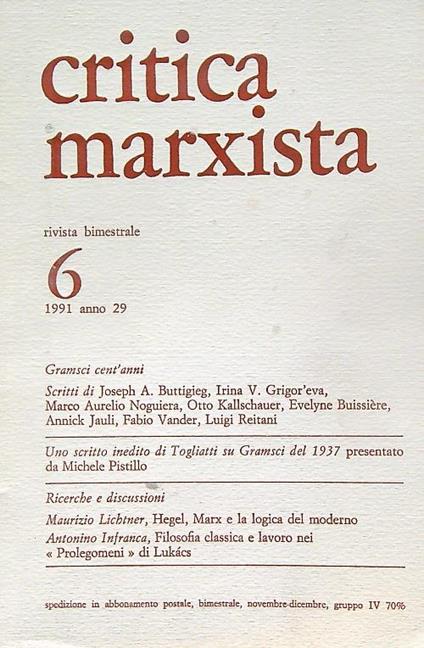 critica
marxista
rivista bimestrale
6
1991 anno 29
Gramsci cent'anni
Scritti di Joseph A. Buttigieg, Irina V. Grigor'eva,
Marco Aurelio Noguiera, Otto Kallschauer, Evelyne Buissière,
Annick Jauli, Fabio Vander, Luigi Reitani
Uno scritto inedito di Togliatti su Gramsci del 1937 presentato
da Michele Pistillo
Ricerche e discussioni
Maurizio Lichtner, Hegel, Marx e la logica del moderno
Antonino Infranca, Filosofia classica e lavoro nei
« Prolegomeni » di Lukács
spedizione in abbonamento postale, bimestrale, novembre-dicembre, gruppo IV 70%